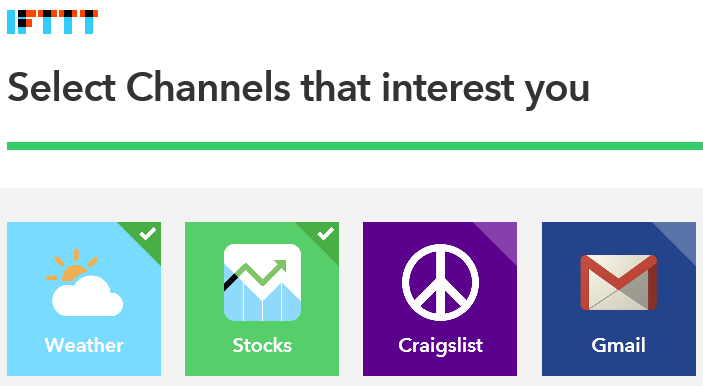 IFTTT
Select Channels that interest you
Weather
Stocks
Craigslist
Gmail